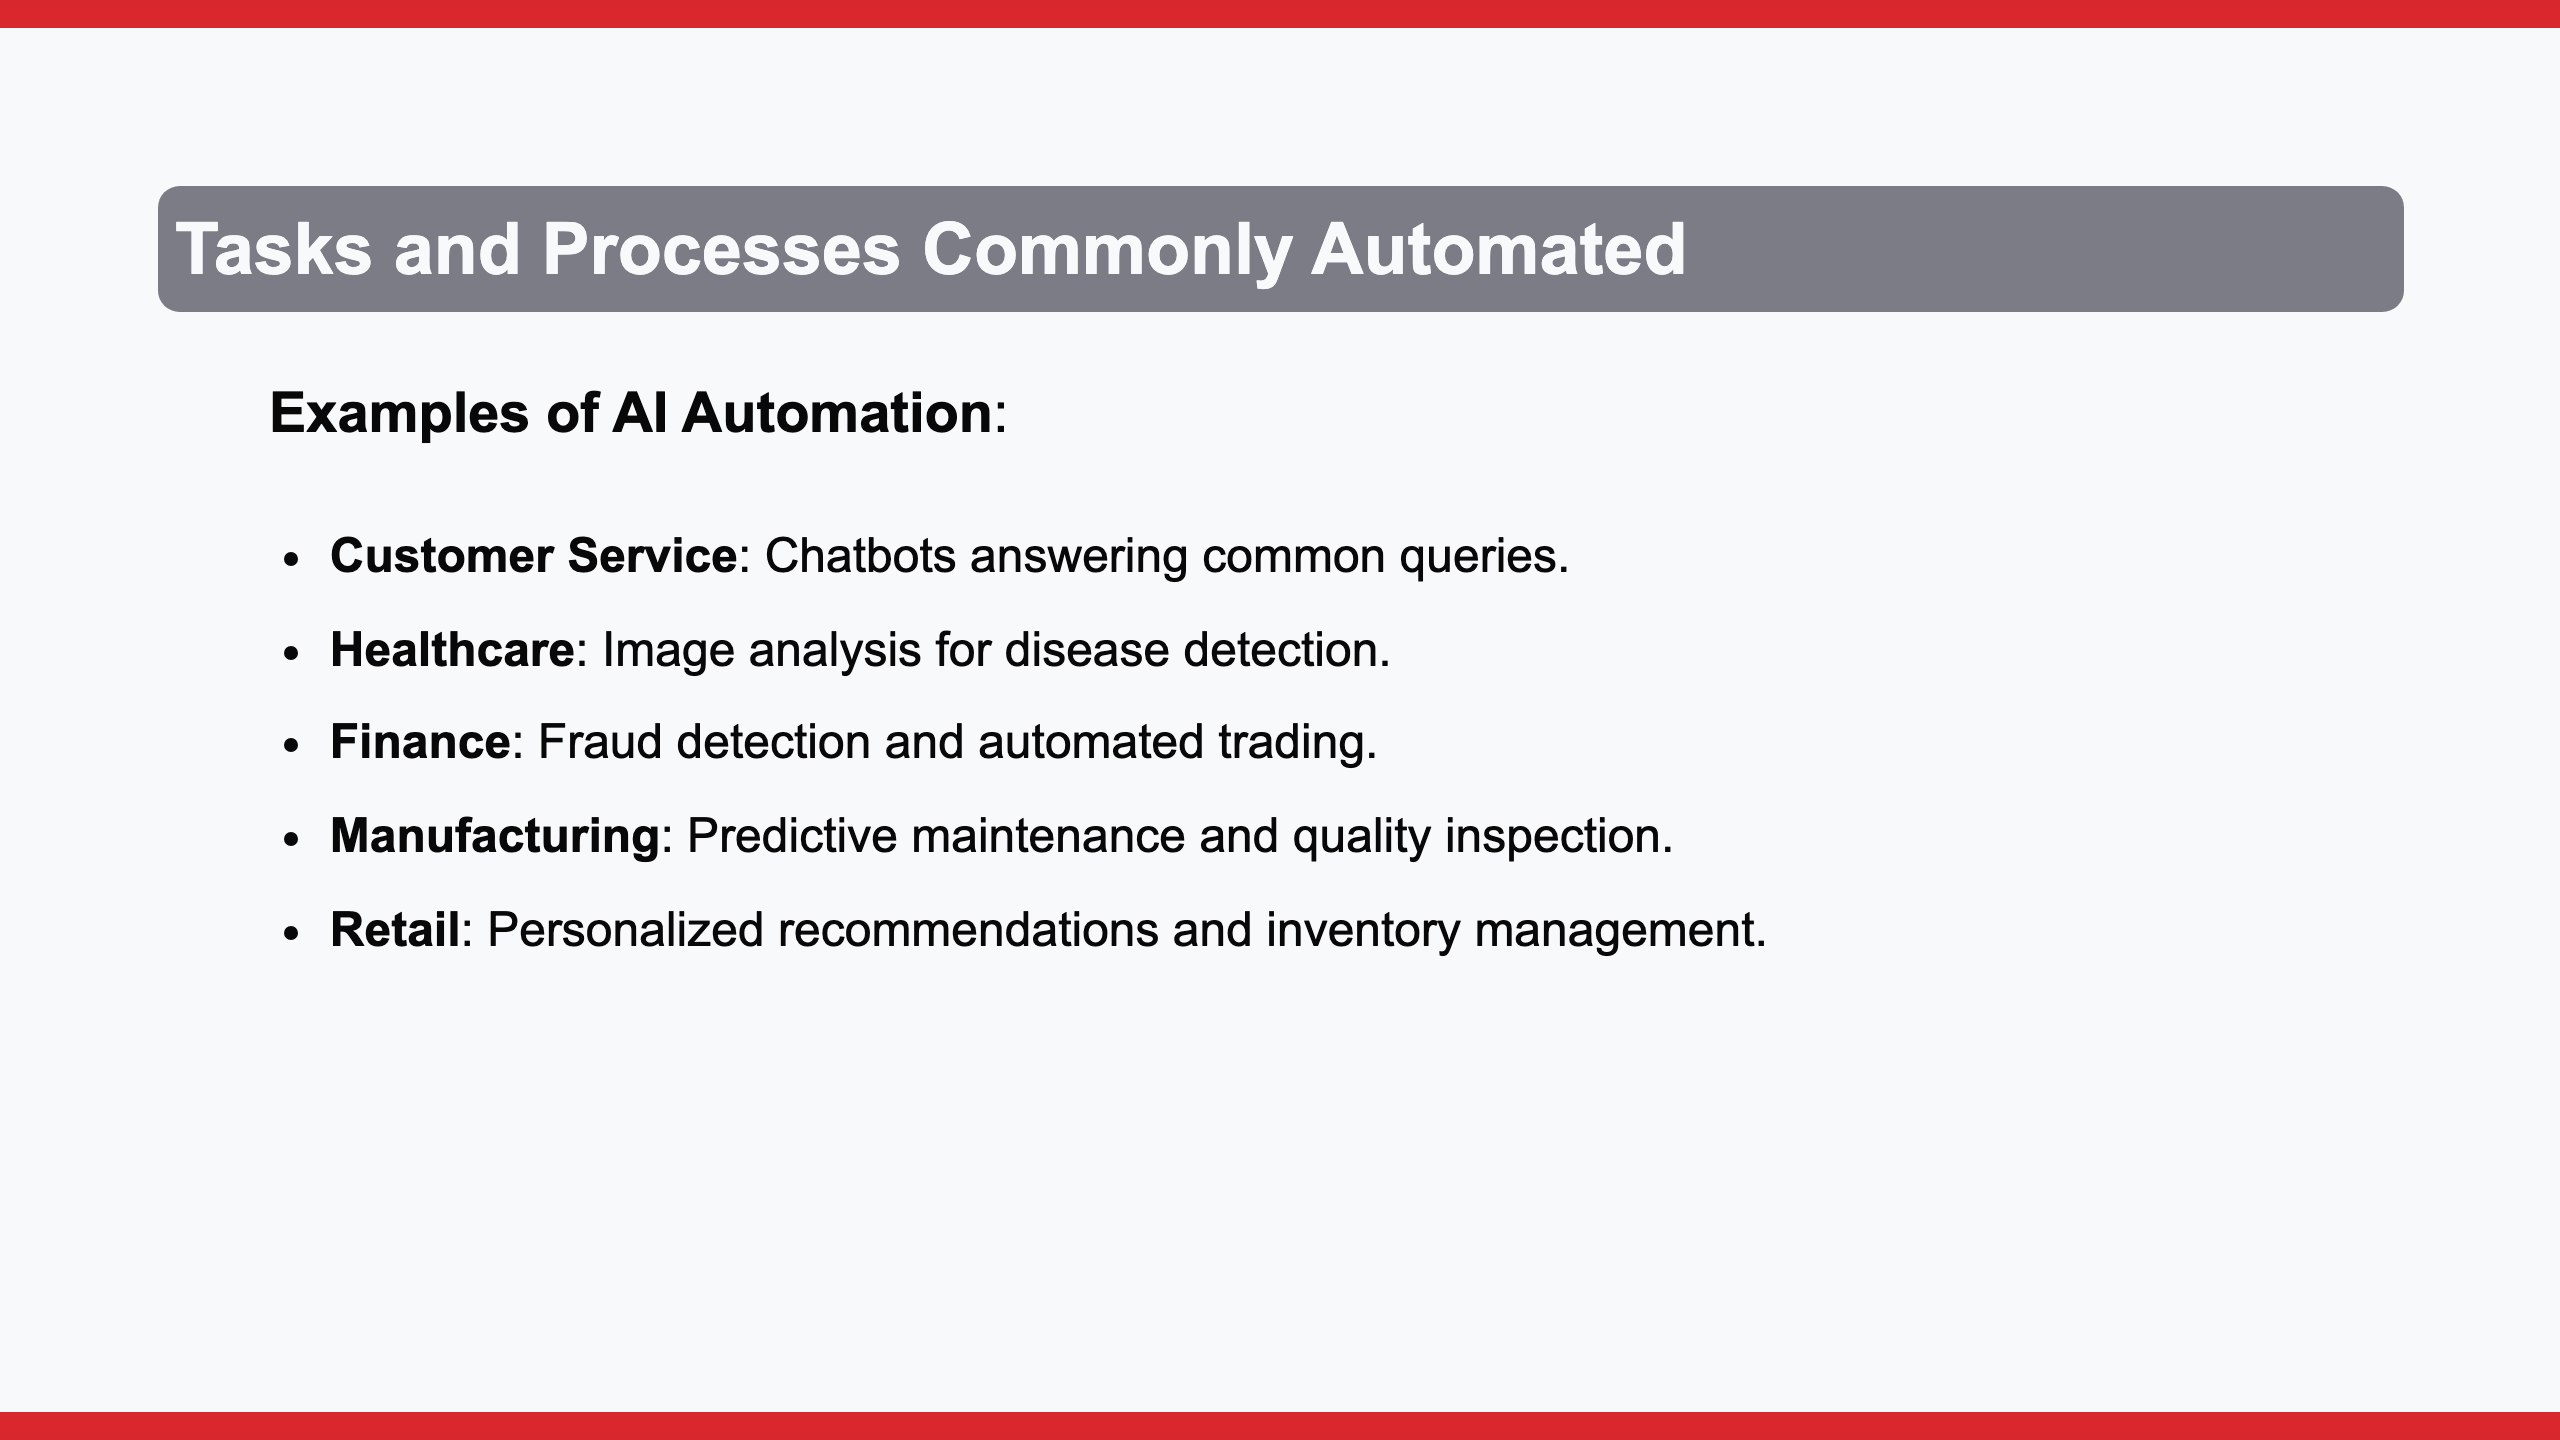 Tasks and Processes Commonly Automated
Examples of AI Automation:
• Customer Service: Chatbots answering common queries.
• Healthcare: Image analysis for disease detection.
• Finance: Fraud detection and automated trading.
• Manufacturing: Predictive maintenance and quality inspection.
• Retail: Personalized recommendations and inventory management.